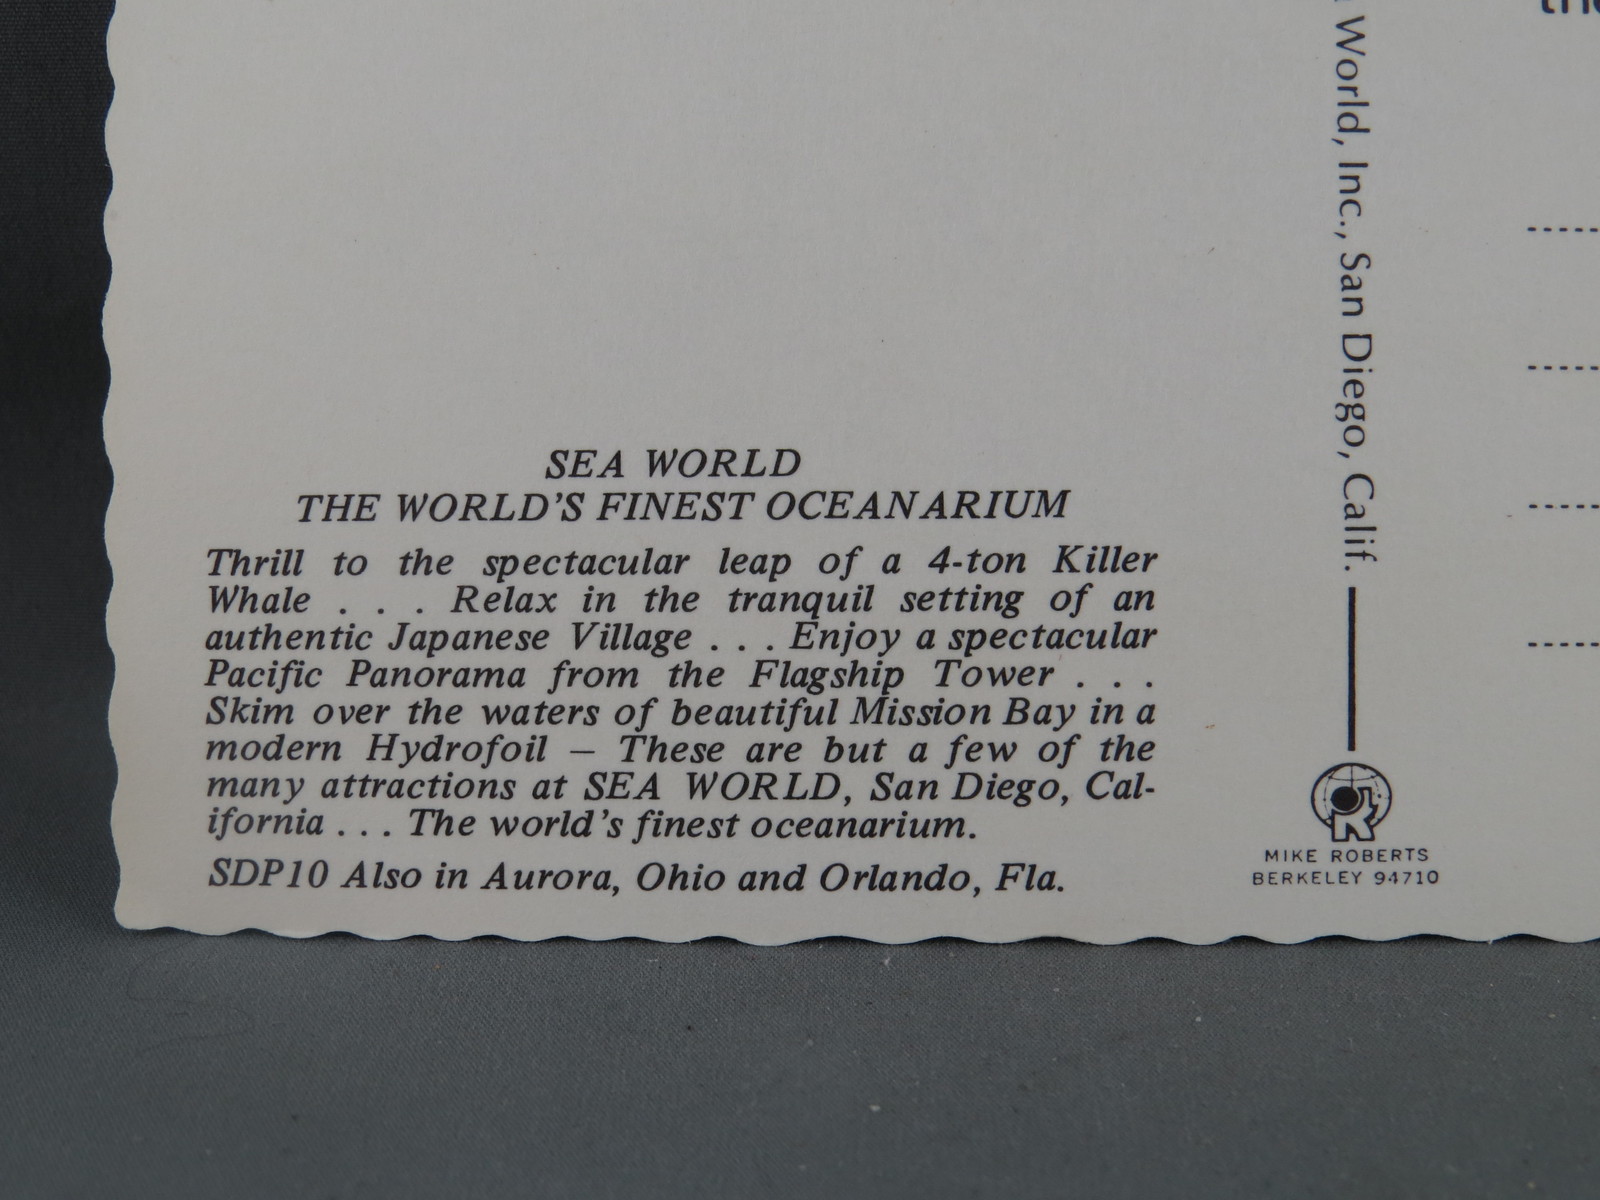 SEA WORLD
THE WORLD'S FINEST OCEANARIUM
Thrill to the spectacular leap of a 4-ton Killer
Whale . . . Relax in the tranquil setting of an
authentic Japanese Village . . . Enjoy a spectacular
Pacific Panorama from the Flagship Tower . . .
Skim over the waters of beautiful Mission Bay in a
modern Hydrofoil — These are but a few of the
many attractions at SEA WORLD, San Diego, Cal-
ifornia . . . The world's finest oceanarium.
SDP10 Also in Aurora, Ohio and Orlando, Fla.
World, Inc., San Diego, Calif.
MIKE ROBERTS
BERKELEY 94710